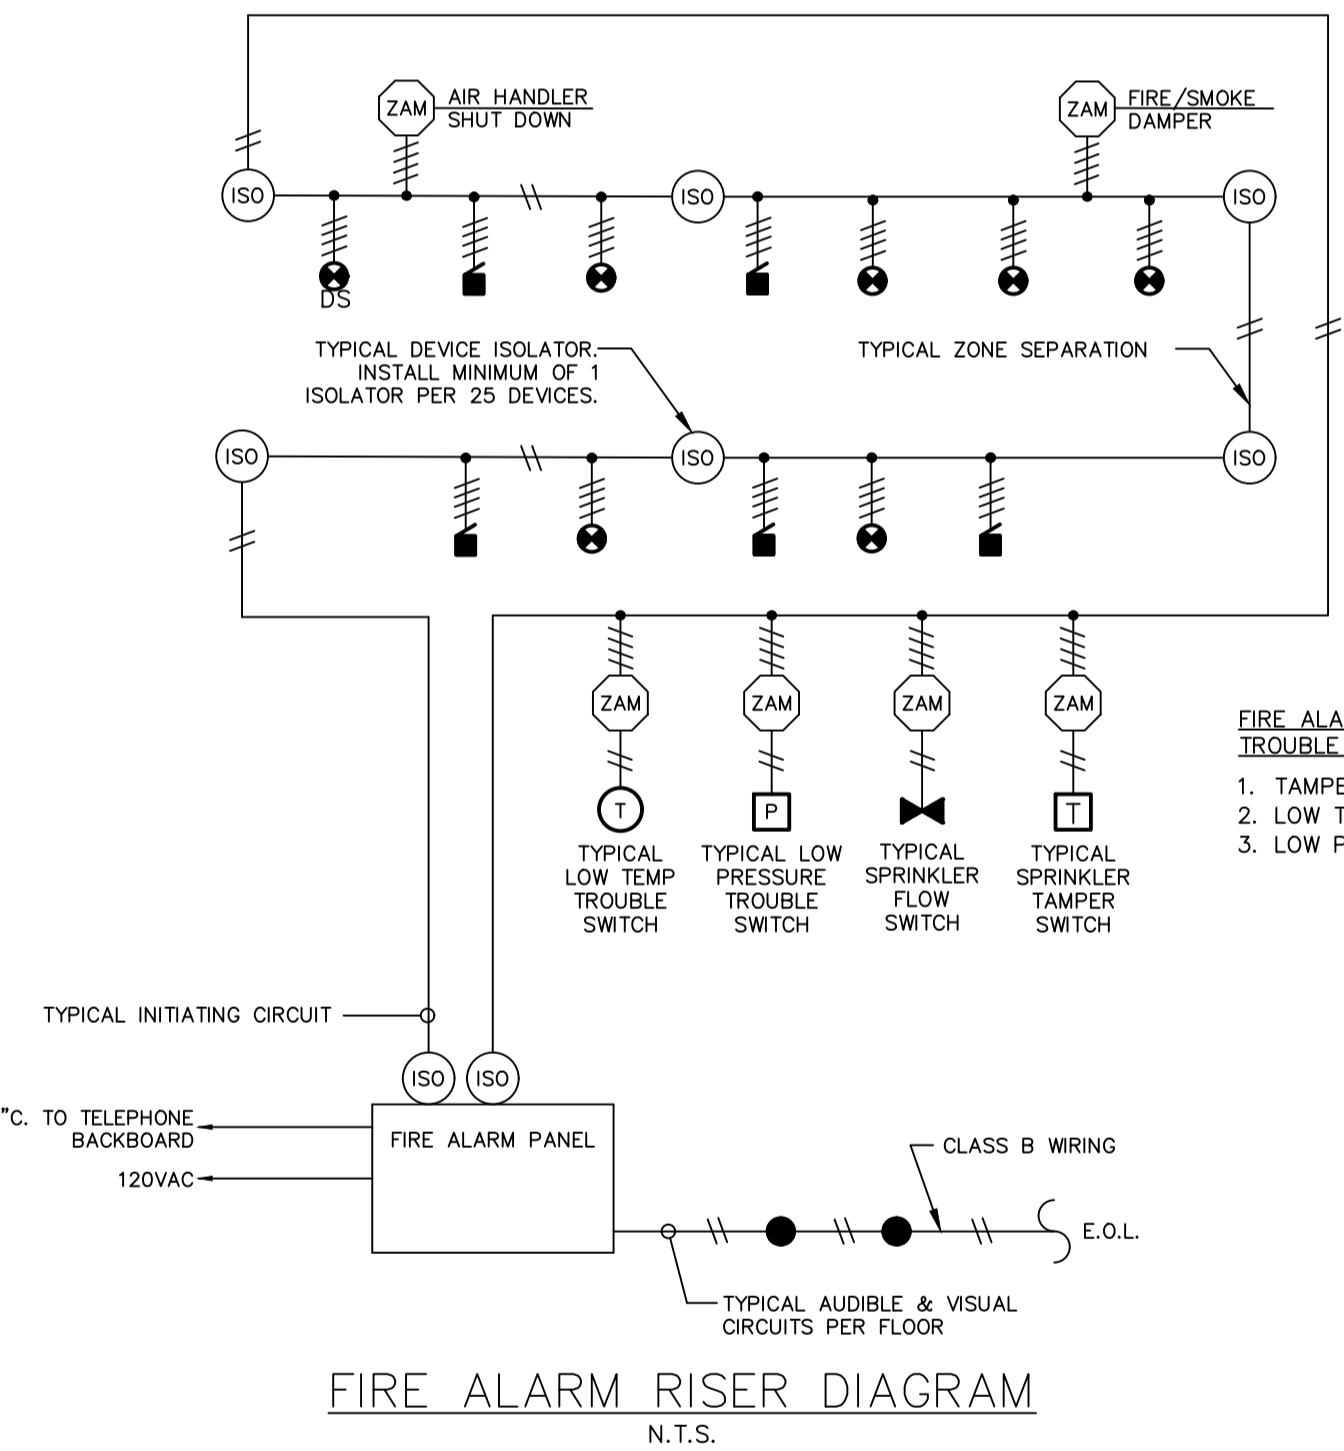 ZAM
AIR HANDLER
SHUT DOWN
ZAM
FIRE/SMOKE
DAMPER
ISO
ISO
ISO
DS
TYPICAL DEVICE ISOLATOR.
INSTALL MINIMUM OF 1
ISOLATOR PER 25 DEVICES.
TYPICAL ZONE SEPARATION
ISO
ISO
ISO
ZAM
ZAM
ZAM
ZAM
T
P
T
TYPICAL
LOW TEMP
TROUBLE
SWITCH
TYPICAL LOW
PRESSURE
TROUBLE
SWITCH
TYPICAL
SPRINKLER
FLOW
SWITCH
TYPICAL
SPRINKLER
TAMPER
SWITCH
FIRE ALA
TROUBLE
1. TAMPE
2. LOW T
3. LOW P
TYPICAL INITIATING CIRCUIT
ISO
ISO
"C. TO TELEPHONE
BACKBOARD
120VAC
FIRE ALARM PANEL
CLASS B WIRING
E.O.L.
TYPICAL AUDIBLE & VISUAL
CIRCUITS PER FLOOR
FIRE ALARM RISER DIAGRAM
N.T.S.